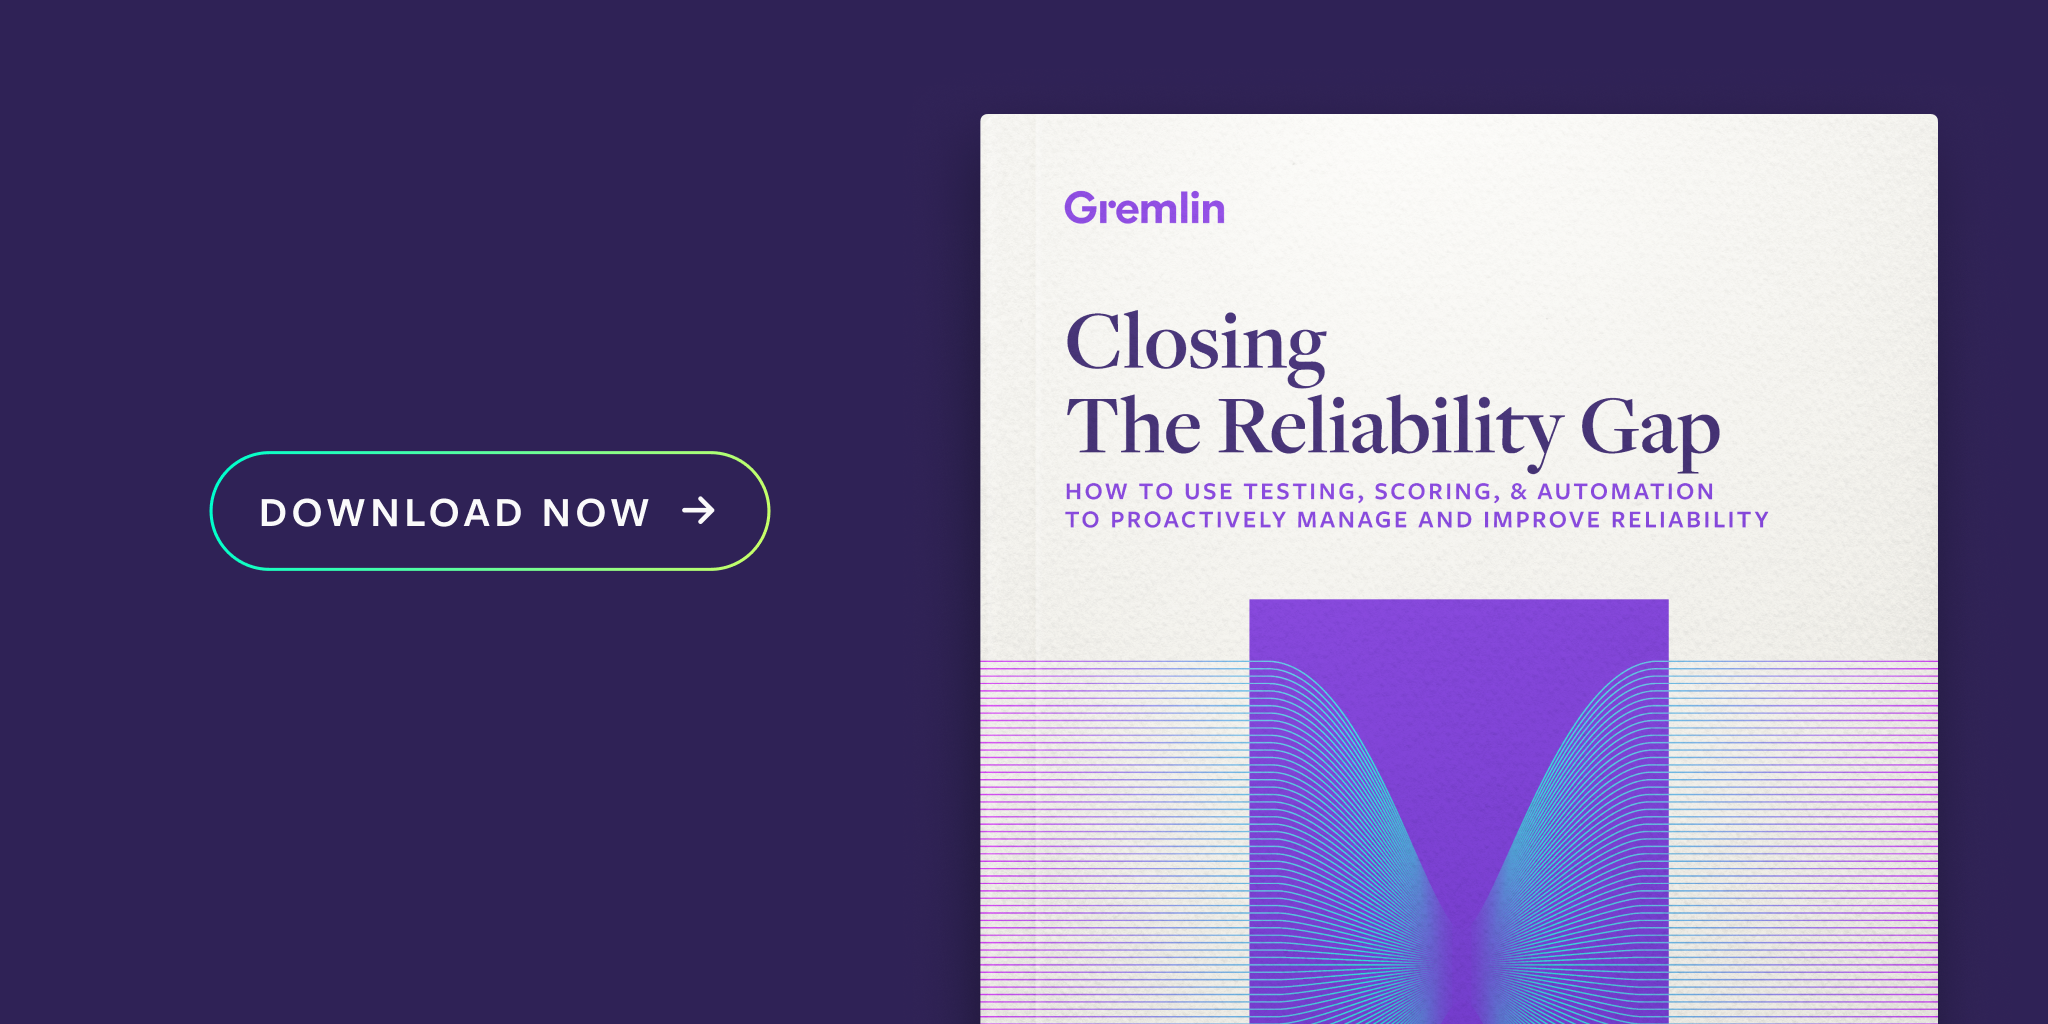 DOWNLOAD NOW →
Gremlin
Closing
The Reliability Gap
HOW TO USE TESTING, SCORING, & AUTOMATION
TO PROACTIVELY MANAGE AND IMPROVE RELIABILITY